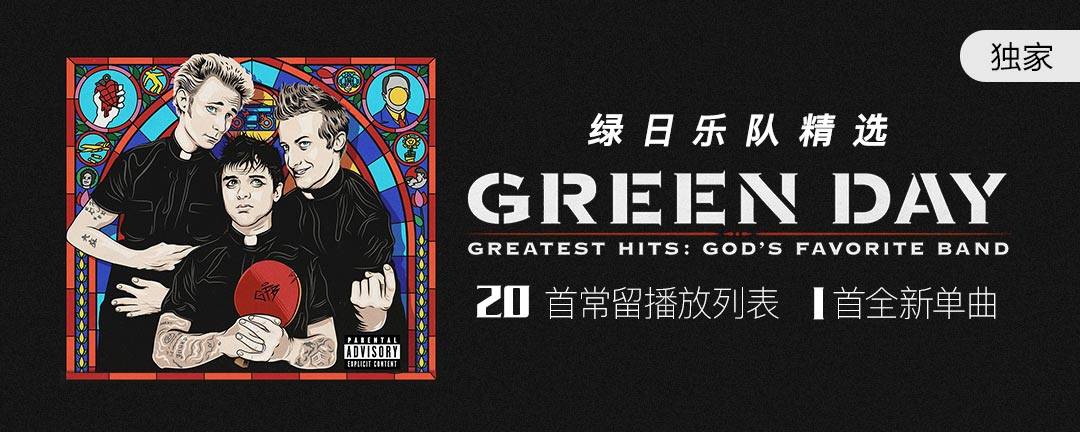 独家
绿日乐队精选
GREEN DAY
GREATEST HITS: GOD'S FAVORITE BAND
20 首常留播放列表 1首全新单曲
PARENTAL
ADVISORY
EXPLICIT CONTENT